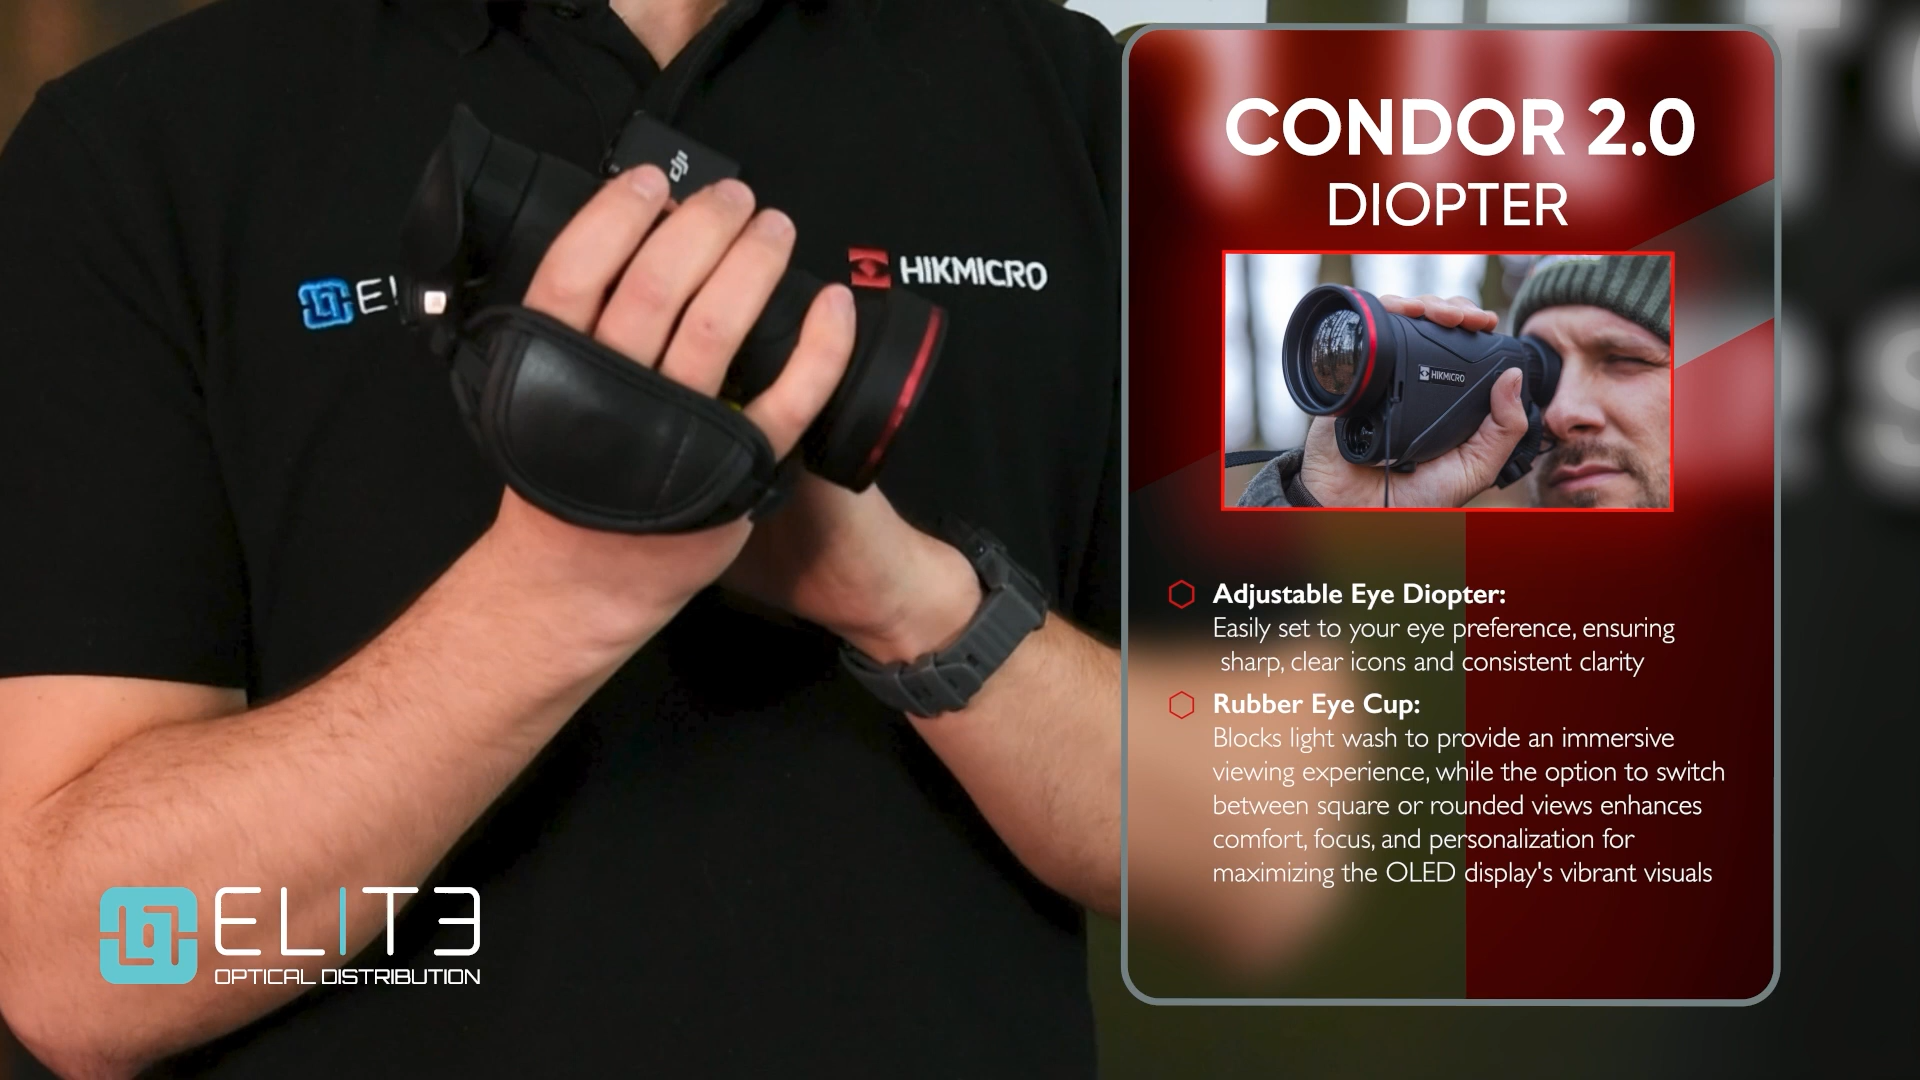 CONDOR 2.0
DIOPTER
HIKMICRO
HIKMICRO
Adjustable Eye Diopter:
Easily set to your eye preference, ensuring
sharp, clear icons and consistent clarity
Rubber Eye Cup:
Blocks light wash to provide an immersive
viewing experience, while the option to switch
between square or rounded views enhances
comfort, focus, and personalization for
maximizing the OLED display's vibrant visuals
ELITE
OPTICAL DISTRIBUTION